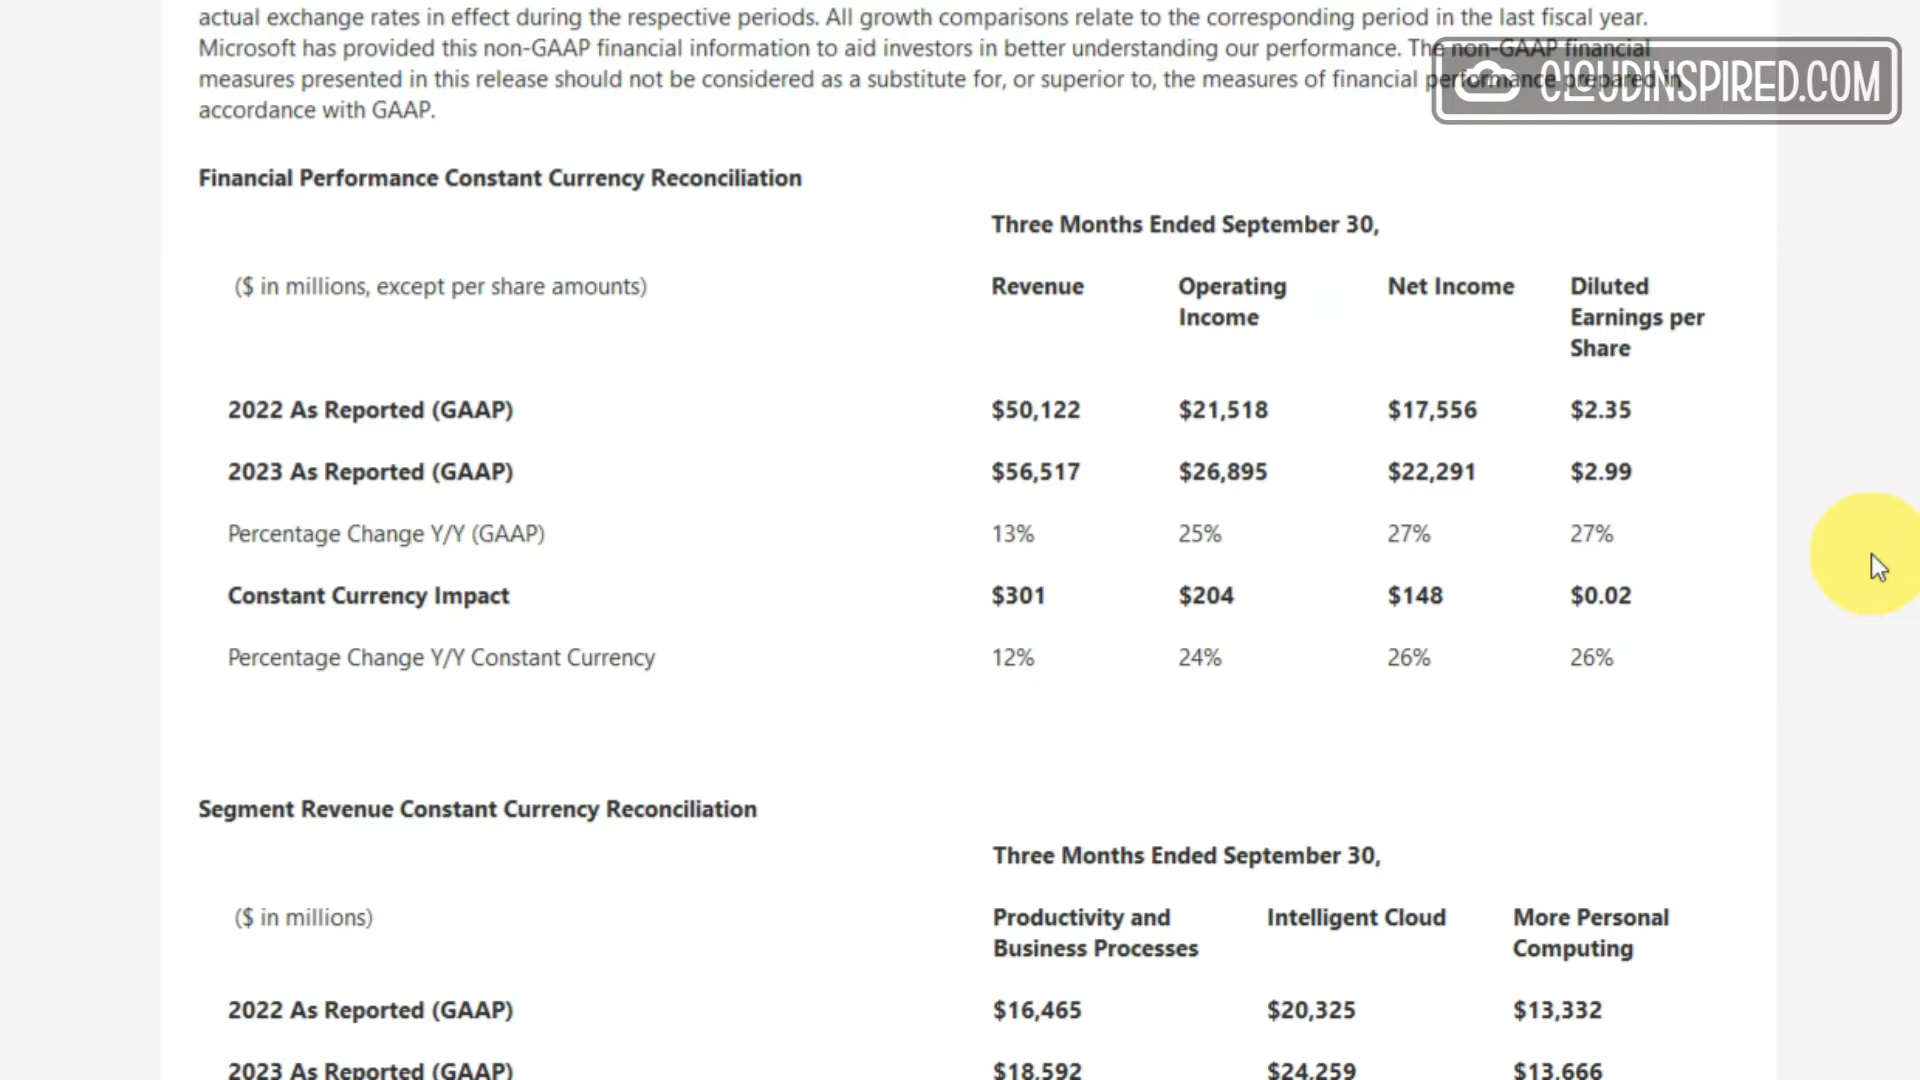 actual exchange rates in effect during the respective periods. All growth comparisons relate to the corresponding period in the last fiscal year.
Microsoft has provided this non-GAAP financial information to aid investors in better understanding our performance. The non-GAAP financial
measures presented in this release should not be considered as a substitute for, or superior to, the measures of financial performance prepared in
accordance with GAAP.
CLOUDINSPIRED.COM
Financial Performance Constant Currency Reconciliation
Three Months Ended September 30,
($ in millions, except per share amounts) Revenue Operating Income Net Income Diluted Earnings per Share
2022 As Reported (GAAP) $50,122 $21,518 $17,556 $2.35
2023 As Reported (GAAP) $56,517 $26,895 $22,291 $2.99
Percentage Change Y/Y (GAAP) 13% 25% 27% 27%
Constant Currency Impact $301 $204 $148 $0.02
Percentage Change Y/Y Constant Currency 12% 24% 26% 26%
Segment Revenue Constant Currency Reconciliation
Three Months Ended September 30,
($ in millions) Productivity and Business Processes Intelligent Cloud More Personal Computing
2022 As Reported (GAAP) $16,465 $20,325 $13,332
2023 As Reported (GAAP) $18,592 $24,259 $13,666